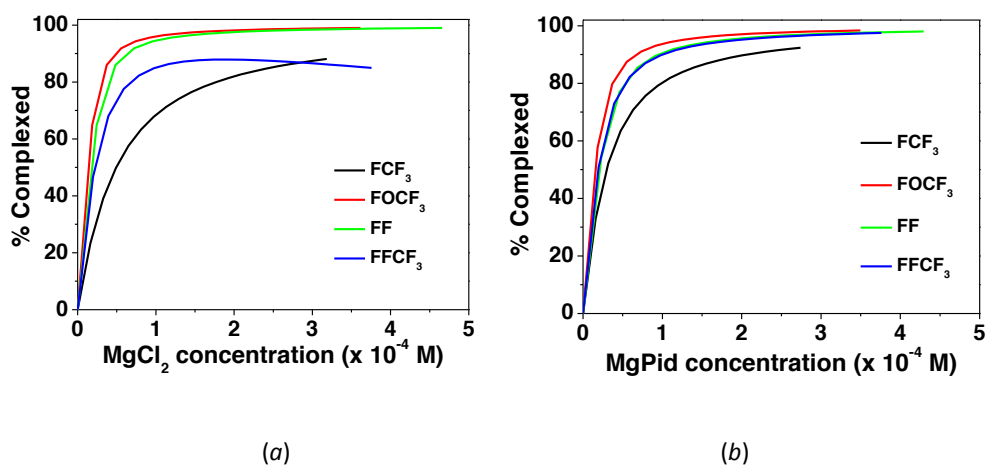 100
80
60
40
20
0
% Complexed
FCF₃
FOCF₃
FF
FFCF₃
0 1 2 3 4 5
MgCl₂ concentration (x 10⁻⁴ M)
(a)
100
80
60
40
20
0
% Complexed
FCF₃
FOCF₃
FF
FFCF₃
0 1 2 3 4 5
MgPid concentration (x 10⁻⁴ M)
(b)